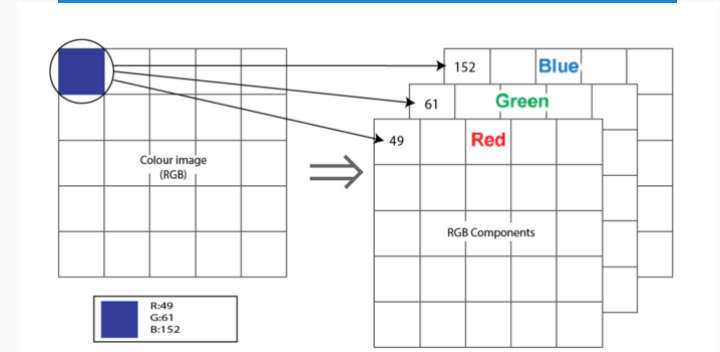 152 Blue
61 Green
49 Red
Colour image
(RGB)
RGB Components
R:49
G:61
B:152